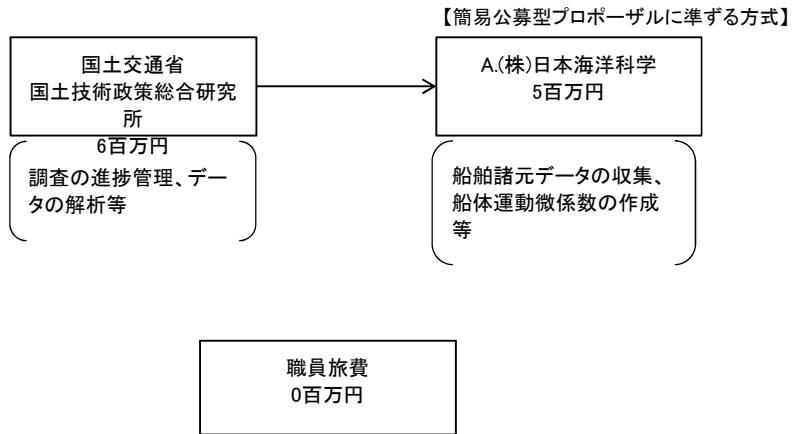 【簡易公募型プロポーザルに準ずる方式】
国土交通省
国土技術政策総合研究
所
6百万円
A.(株)日本海洋科学
5百万円
調査の進捗管理、デー
タの解析等
船舶諸元データの収集、
船体運動微係数の作成
等
職員旅費
0百万円